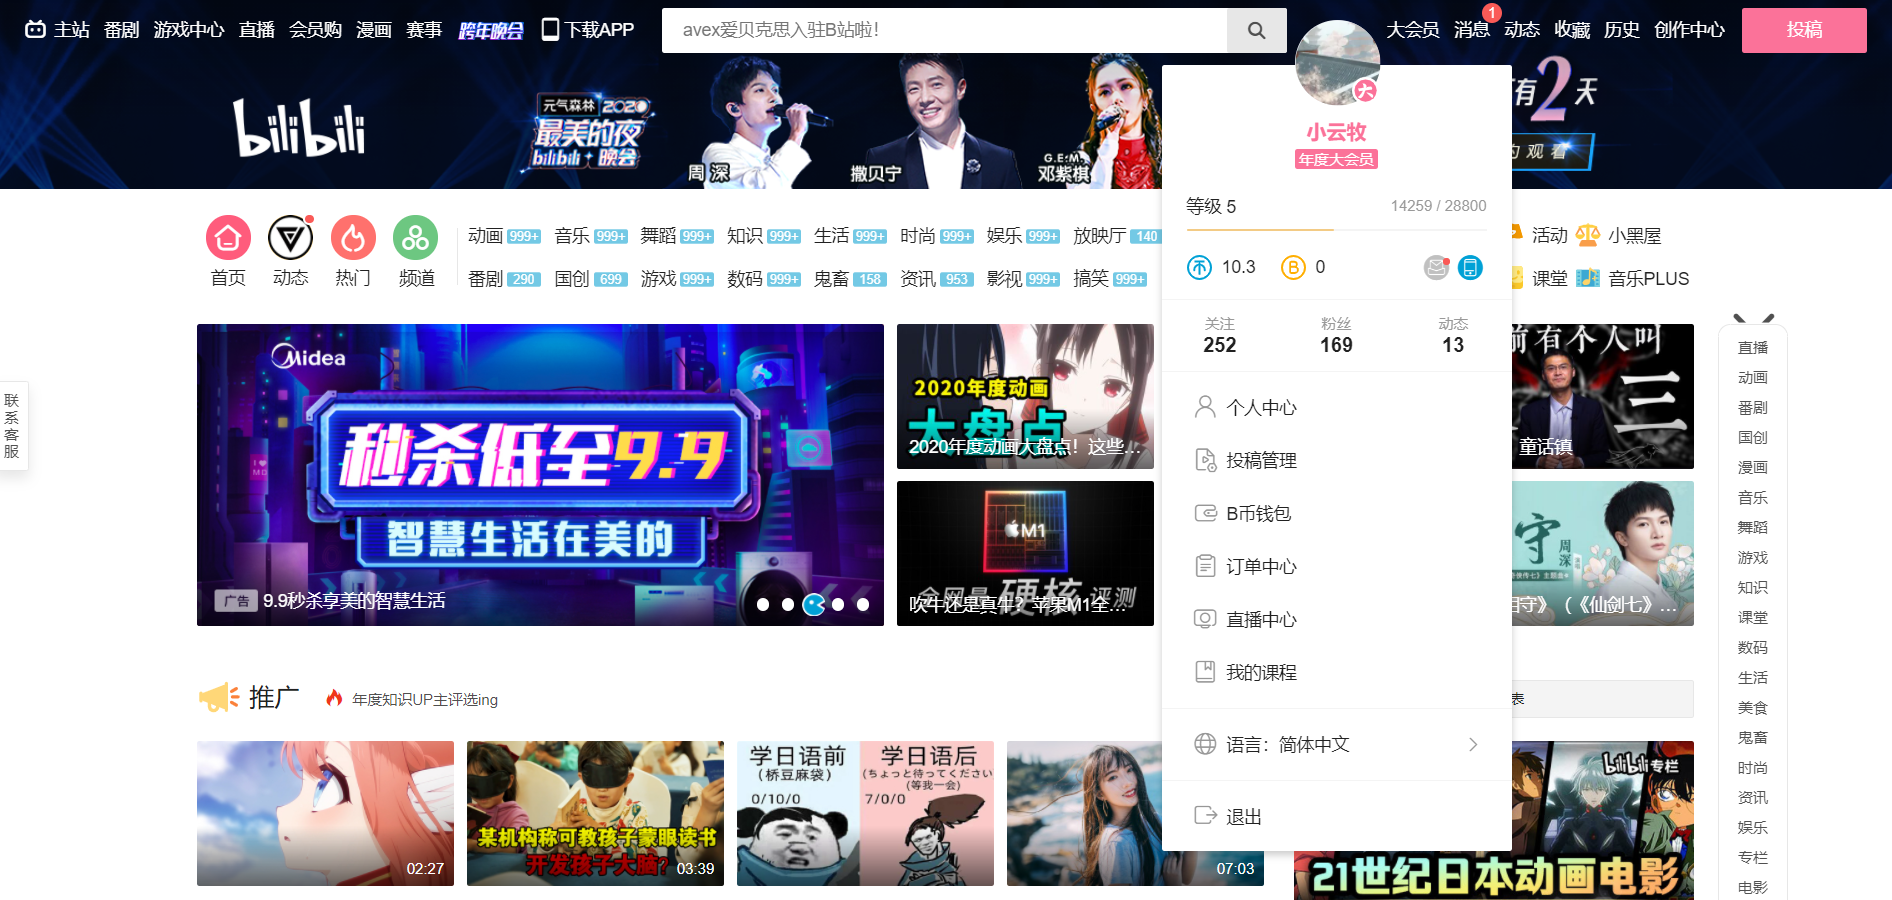 主站 番剧 游戏中心 直播 会员购 漫画 赛事 跨年晚会 下载APP
avex爱贝克思入驻B站啦!
大会员 消息 1 动态 收藏 历史 创作中心 投稿
bilibili
元气森林 2020
最美的夜
bilibili 晚会
周深
撒贝宁
G.E.M.
邓紫棋
有2天
观看
大
小云牧
年度大会员
等级 5
14259 / 28800
10.3
B 0
关注 粉丝 动态
252 169 13
个人中心
投稿管理
B币钱包
订单中心
直播中心
我的课程
语言：简体中文
退出
首页 动态 热门 频道
动画 999+ 音乐 999+ 舞蹈 999+ 知识 999+ 生活 999+ 时尚 999+ 娱乐 999+ 放映厅 140
番剧 290 国创 699 游戏 999+ 数码 999+ 鬼畜 158 资讯 953 影视 999+ 搞笑 999+
活动 小黑屋
课堂 音乐PLUS
联系客服
Midea
秒杀低至9.9
智慧生活在美的
广告 9.9秒杀享美的智慧生活
2020年度动画
大盘点
2020年度动画大盘点！这些...
M1
全网最硬核评测
吹牛还是真牛？苹果M1全...
前有个人叫
三
童话镇
守
周深
相守》（《仙剑七》...
直播
动画
番剧
国创
漫画
音乐
舞蹈
游戏
知识
课堂
数码
生活
美食
鬼畜
时尚
资讯
娱乐
专栏
电影
推广
年度知识UP主评选ing
表
02:27
某机构称可教孩子蒙眼读书
开发孩子大脑?
03:39
学日语前
(桥豆麻袋)
0/10/0
学日语后
(ちょっと待ってください
(等我一会)
7/0/0
07:03
bilibili专栏
21世纪日本动画电影